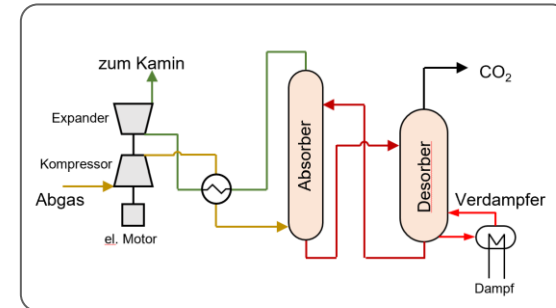 zum Kamin
Expander
Kompressor
Abgas
el. Motor
Absorber
Desorber
CO₂
Verdampfer
Dampf